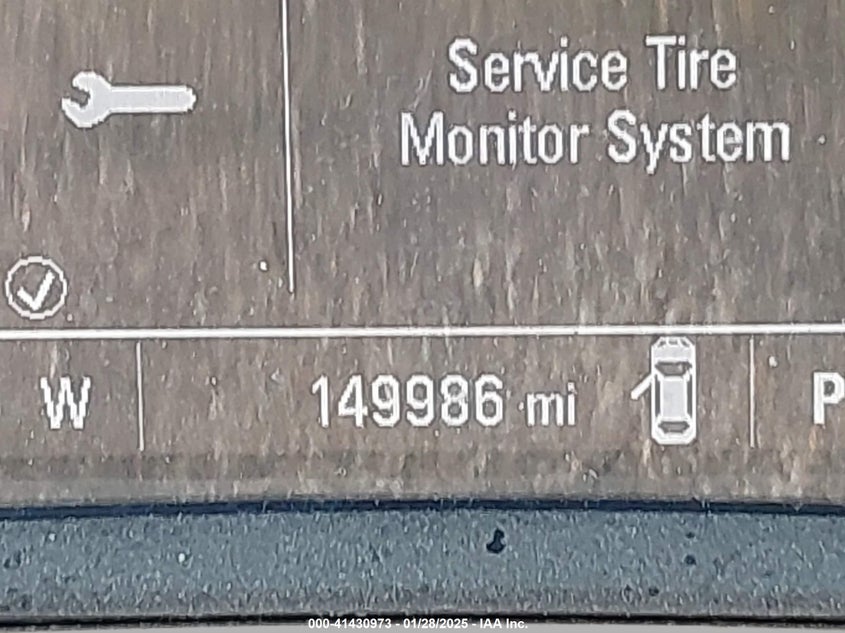 Service Tire
Monitor System
W 149986 mi P
000-41430973 - 01/28/2025 - IAA Inc.